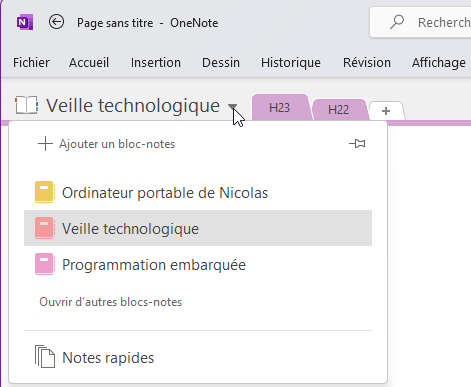 Page sans titre - OneNote
Recherch
Fichier Accueil Insertion Dessin Historique Révision Affichage
Veille technologique H23 H22 +
Ajouter un bloc-notes
Ordinateur portable de Nicolas
Veille technologique
Programmation embarquée
Ouvrir d'autres blocs-notes
Notes rapides